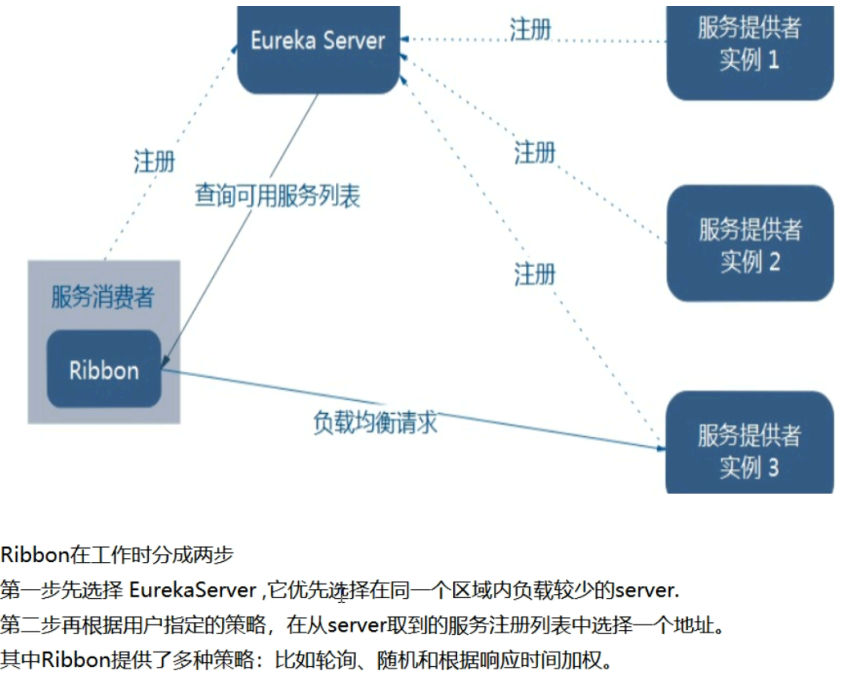 Eureka Server
注册
服务提供者
实例 1
注册
注册
查询可用服务列表
服务提供者
实例 2
注册
服务消费者
Ribbon
负载均衡请求
服务提供者
实例 3
Ribbon在工作时分成两步
第一步先选择 EurekaServer ,它优先选择在同一个区域内负载较少的server.
第二步再根据用户指定的策略，在从server取到的服务注册列表中选择一个地址。
其中Ribbon提供了多种策略：比如轮询、随机和根据响应时间加权。